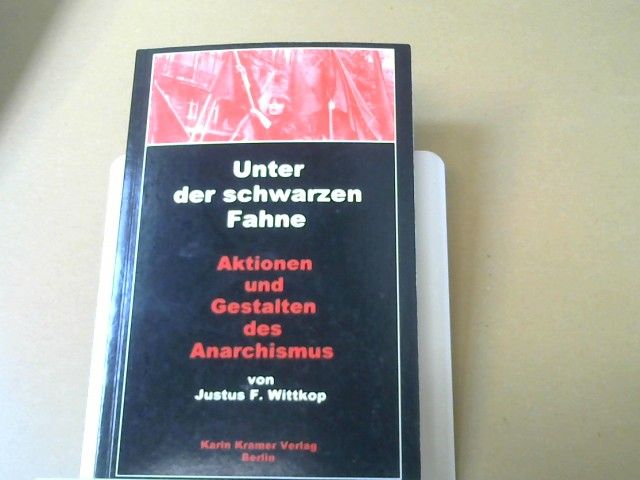 Unter
der schwarzen
Fahne
Aktionen
und
Gestalten
des
Anarchismus
von
Justus F. Wittkop
Karin Kramer Verlag
Berlin